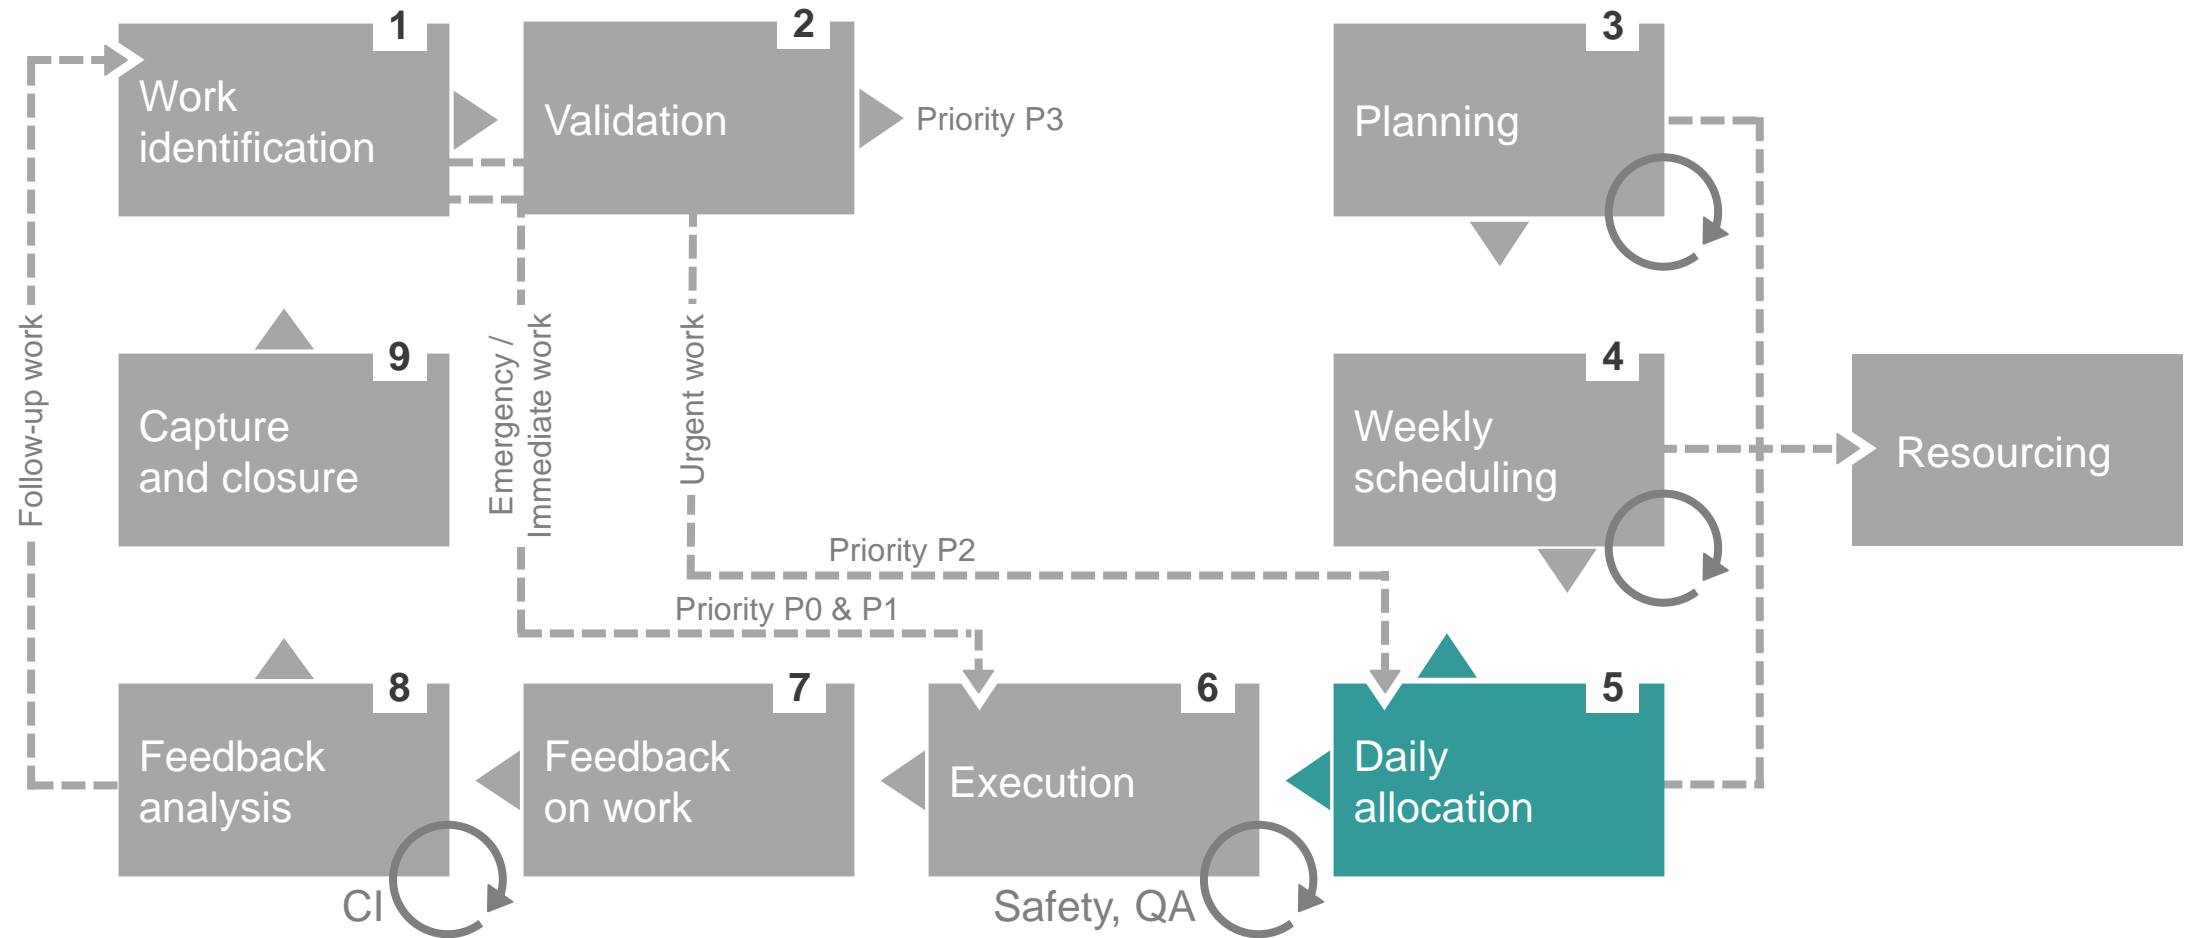 1
Work
identification
2
Validation
Priority P3
3
Planning
Follow-up work
9
Capture
and closure
Emergency /
Immediate work
Urgent work
4
Weekly
scheduling
Resourcing
Priority P2
Priority P0 & P1
8
Feedback
analysis
CI
7
Feedback
on work
6
Execution
Safety, QA
5
Daily
allocation